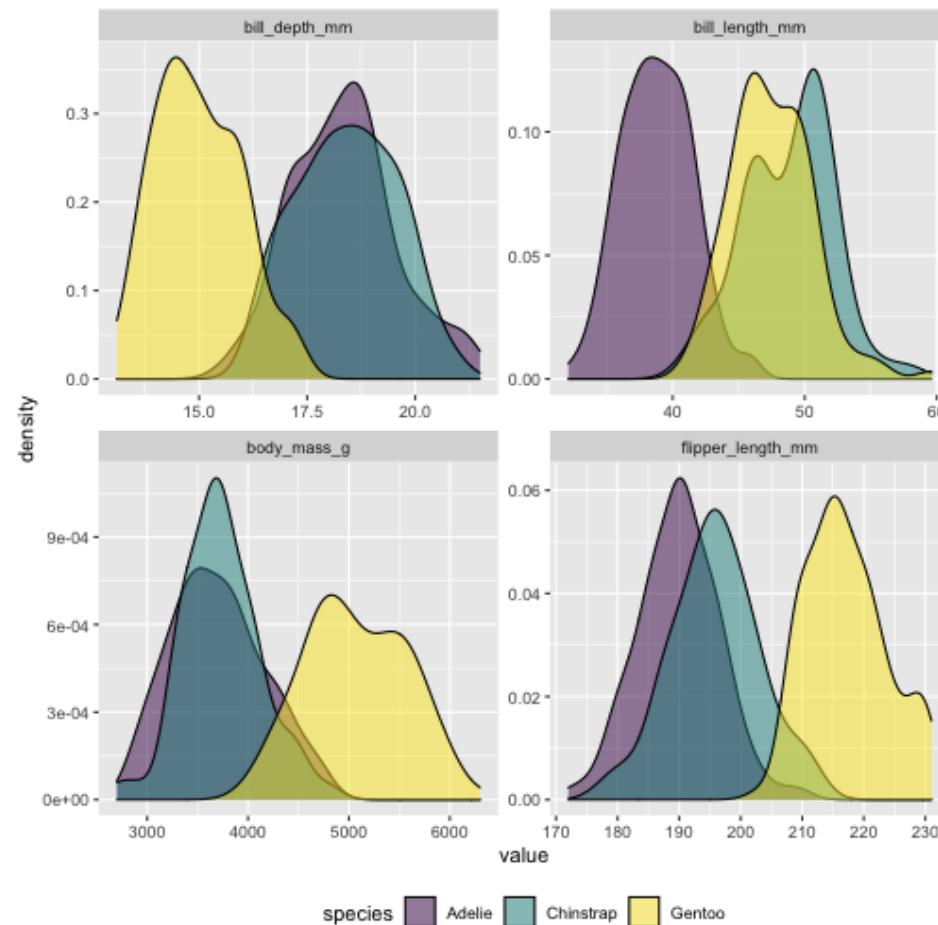 bill_depth_mm
bill_length_mm
0.3
0.2
0.1
0.0
15.0 17.5 20.0
0.10
0.05
0.00
40 50 60
density
body_mass_g
flipper_length_mm
9e-04
6e-04
3e-04
0e+00
3000 4000 5000 6000
0.06
0.04
0.02
0.00
170 180 190 200 210 220 230
value
species Adelie Chinstrap Gentoo